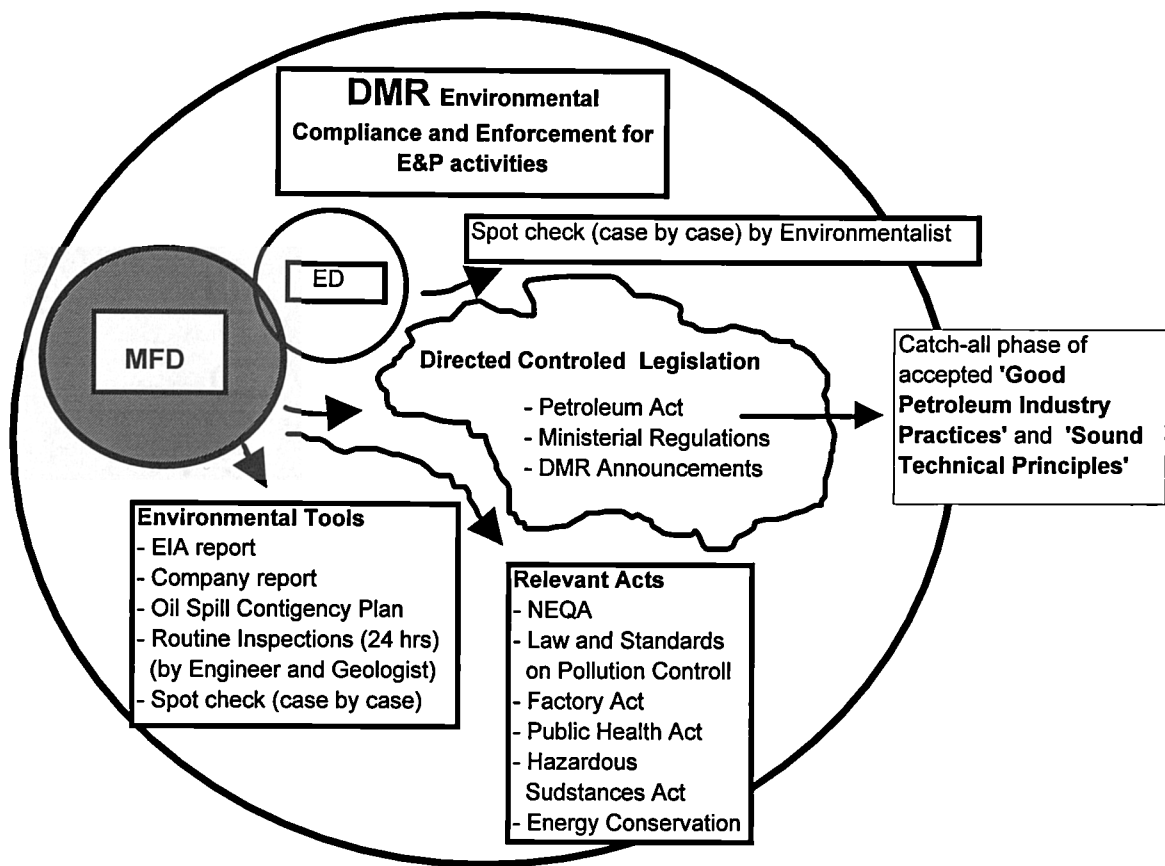 DMR Environmental
Compliance and Enforcement for
E&P activities
Spot check (case by case) by Environmentalist
ED
MFD
Directed Controled Legislation
- Petroleum Act
- Ministerial Regulations
- DMR Announcements
Catch-all phase of
accepted 'Good
Petroleum Industry
Practices' and 'Sound
Technical Principles'
Environmental Tools
- EIA report
- Company report
- Oil Spill Contigency Plan
- Routine Inspections (24 hrs)
(by Engineer and Geologist)
- Spot check (case by case)
Relevant Acts
- NEQA
- Law and Standards
on Pollution Controll
- Factory Act
- Public Health Act
- Hazardous
Sudstances Act
- Energy Conservation